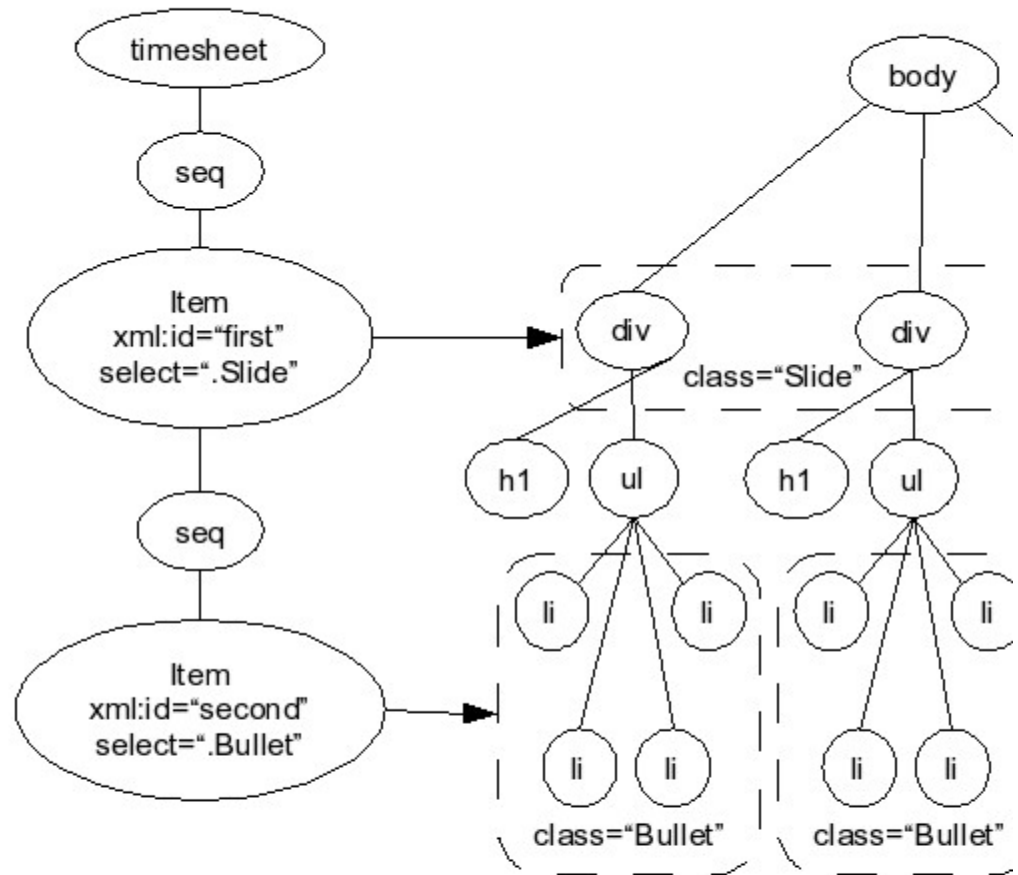 timesheet
body
seq
Item
xml:id=“first”
select=“.Slide”
div
div
class=“Slide”
h1
ul
h1
ul
seq
li
li
li
li
Item
xml:id=“second”
select=“.Bullet”
li
li
li
li
class=“Bullet”
class=“Bullet”